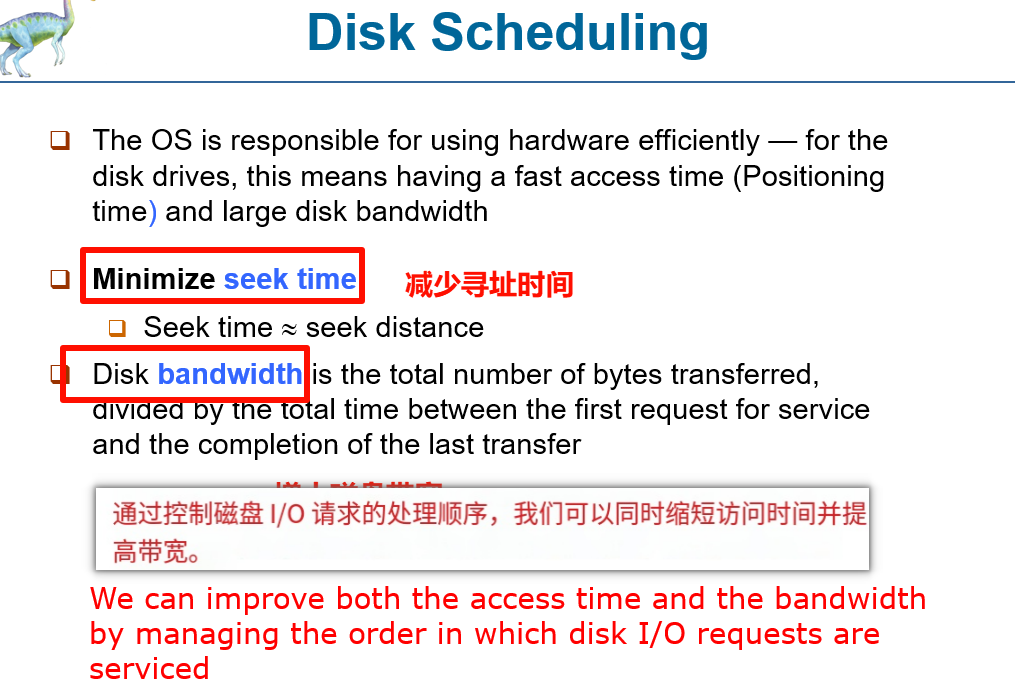 Disk Scheduling
The OS is responsible for using hardware efficiently — for the
disk drives, this means having a fast access time (Positioning
time) and large disk bandwidth
Minimize seek time 减少寻址时间
Seek time ≈ seek distance
Disk bandwidth is the total number of bytes transferred,
divided by the total time between the first request for service
and the completion of the last transfer
通过控制磁盘 I/O 请求的处理顺序，我们可以同时缩短访问时间并提
高带宽。
We can improve both the access time and the bandwidth
by managing the order in which disk I/O requests are
serviced